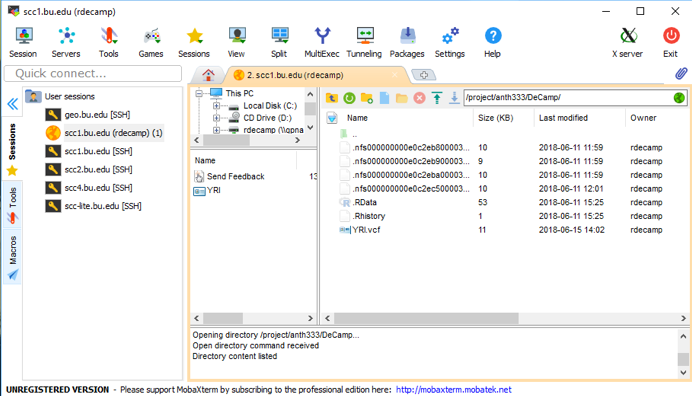 scc1.bu.edu (rdecamp)
Session Servers Tools Games Sessions View Split MultiExec Tunneling Packages Settings Help X server Exit
Quick connect...
2. scc1.bu.edu (rdecamp)
Sessions
Tools
Macros
User sessions
geo.bu.edu [SSH]
scc1.bu.edu (rdecamp) (1)
scc1.bu.edu [SSH]
scc2.bu.edu [SSH]
scc4.bu.edu [SSH]
scc-lite.bu.edu [SSH]
This PC
Local Disk (C:)
CD Drive (D:)
rdecamp (\\qpna
Name
Send Feedback 13
YRI
/project/anth333/DeCamp/
Name Size (KB) Last modified Owner
..
.nfs000000000e0c2eb800003... 10 2018-06-11 11:59 rdecamp
.nfs000000000e0c2eb900003... 9 2018-06-11 11:59 rdecamp
.nfs000000000e0c2eba00003... 10 2018-06-11 11:59 rdecamp
.nfs000000000e0c2ec500003... 10 2018-06-11 12:01 rdecamp
.RData 53 2018-06-11 15:25 rdecamp
.Rhistory 1 2018-06-11 15:25 rdecamp
YRI.vcf 11 2018-06-15 14:02 rdecamp
Opening directory /project/anth333/DeCamp...
Open directory command received
Directory content listed
UNREGISTERED VERSION - Please support MobaXterm by subscribing to the professional edition here: http://mobaxterm.mobatek.net